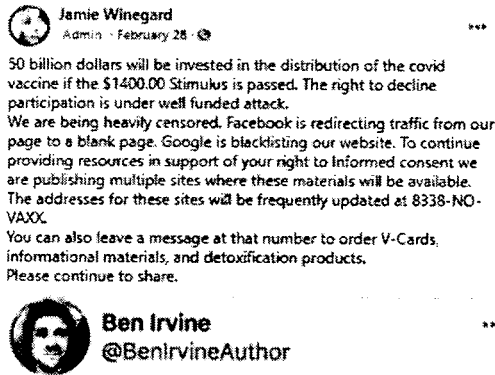 Jamie Winegard
Admin · February 28 ·
50 billion dollars will be invested in the distribution of the covid
vaccine if the $1400.00 Stimulus is passed. The right to decline
participation is under well funded attack.
We are being heavily censored. Facebook is redirecting traffic from our
page to a blank page. Google is blacklisting our website. To continue
providing resources in support of your right to Informed consent we
are publishing multiple sites where these materials will be available.
The addresses for these sites will be frequently updated at 8338-NO-
VAXX.
You can also leave a message at that number to order V-Cards,
informational materials, and detoxification products.
Please continue to share.
Ben Irvine
@BenIrvineAuthor